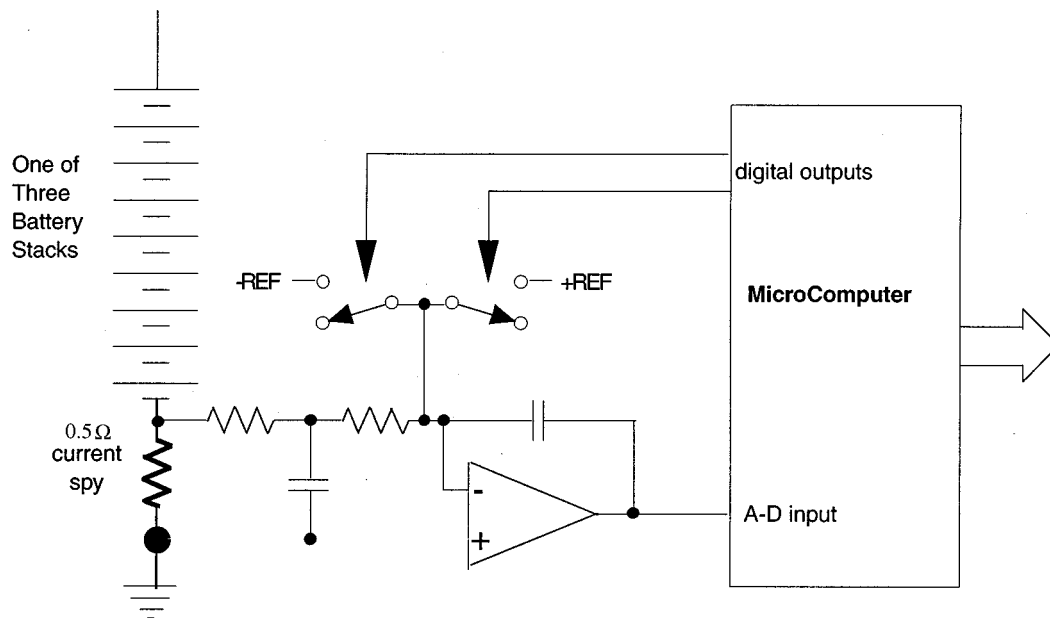 One of
Three
Battery
Stacks
digital outputs
-REF
+REF
MicroComputer
0.5Ω
current
spy
-
+
A-D input